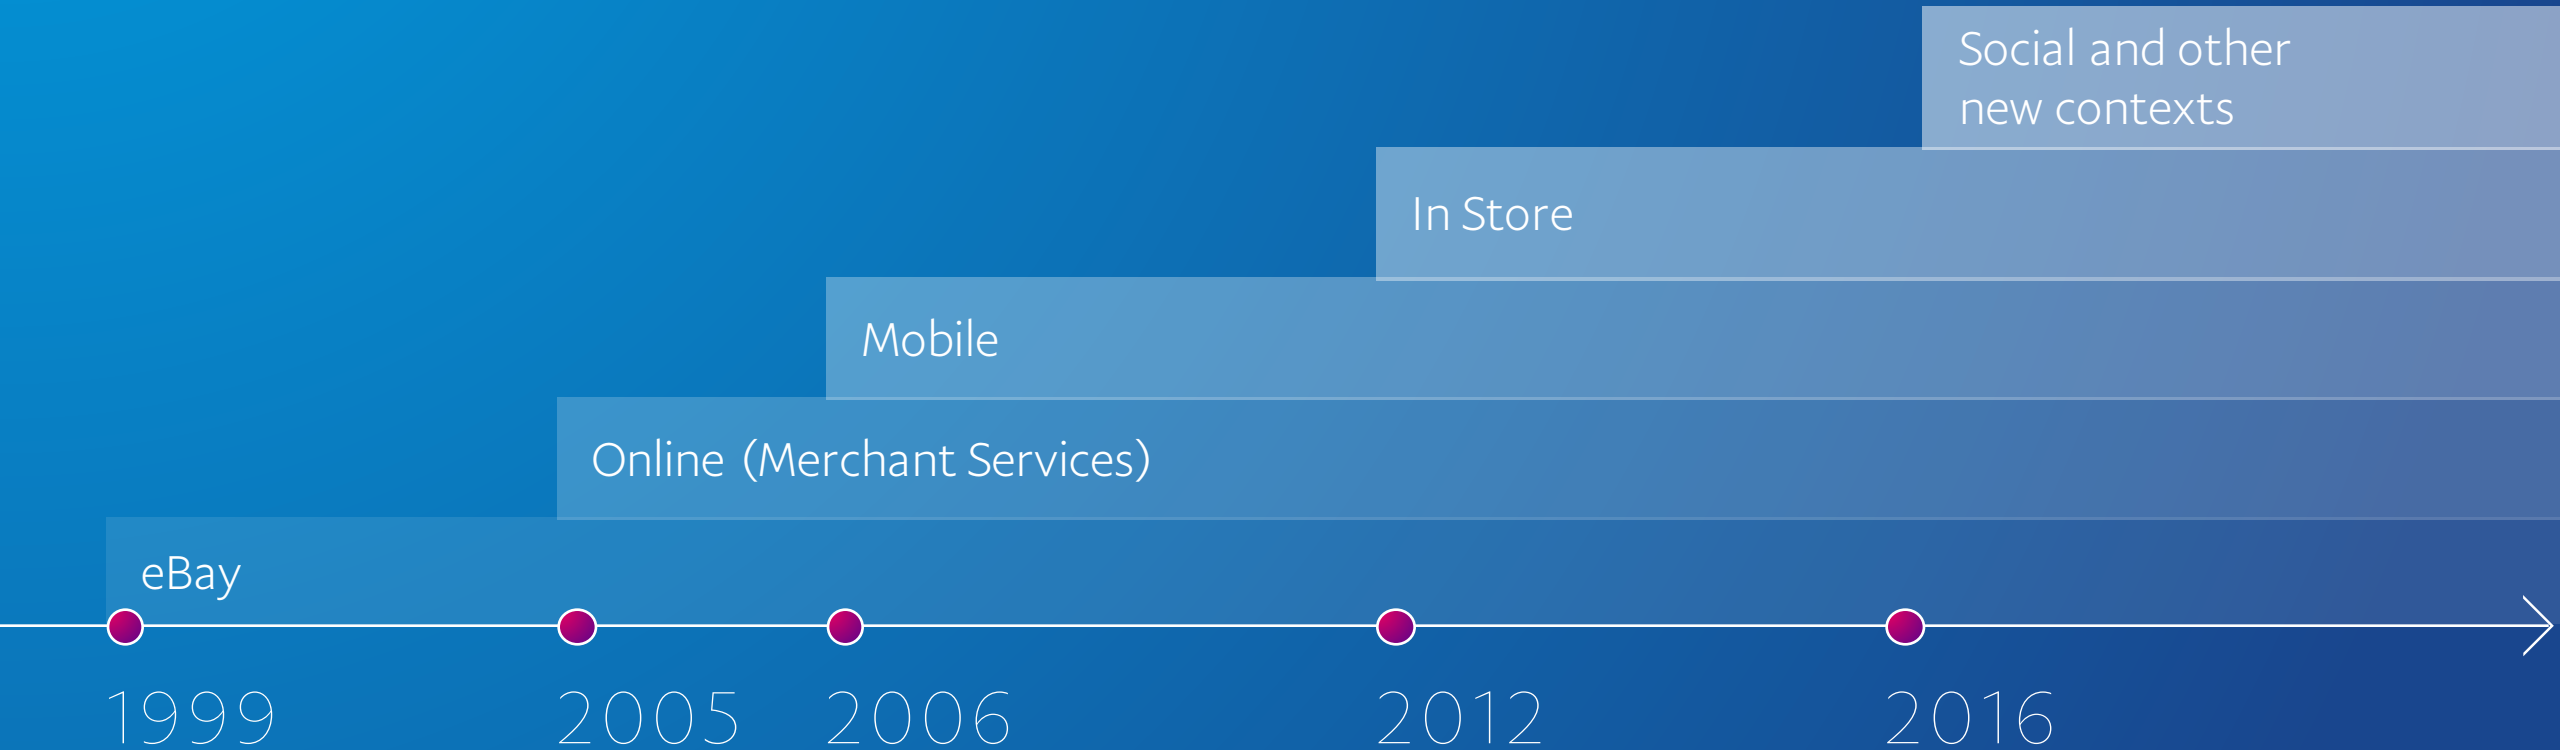 Social and other
new contexts
In Store
Mobile
Online (Merchant Services)
eBay
1999 2005 2006 2012 2016